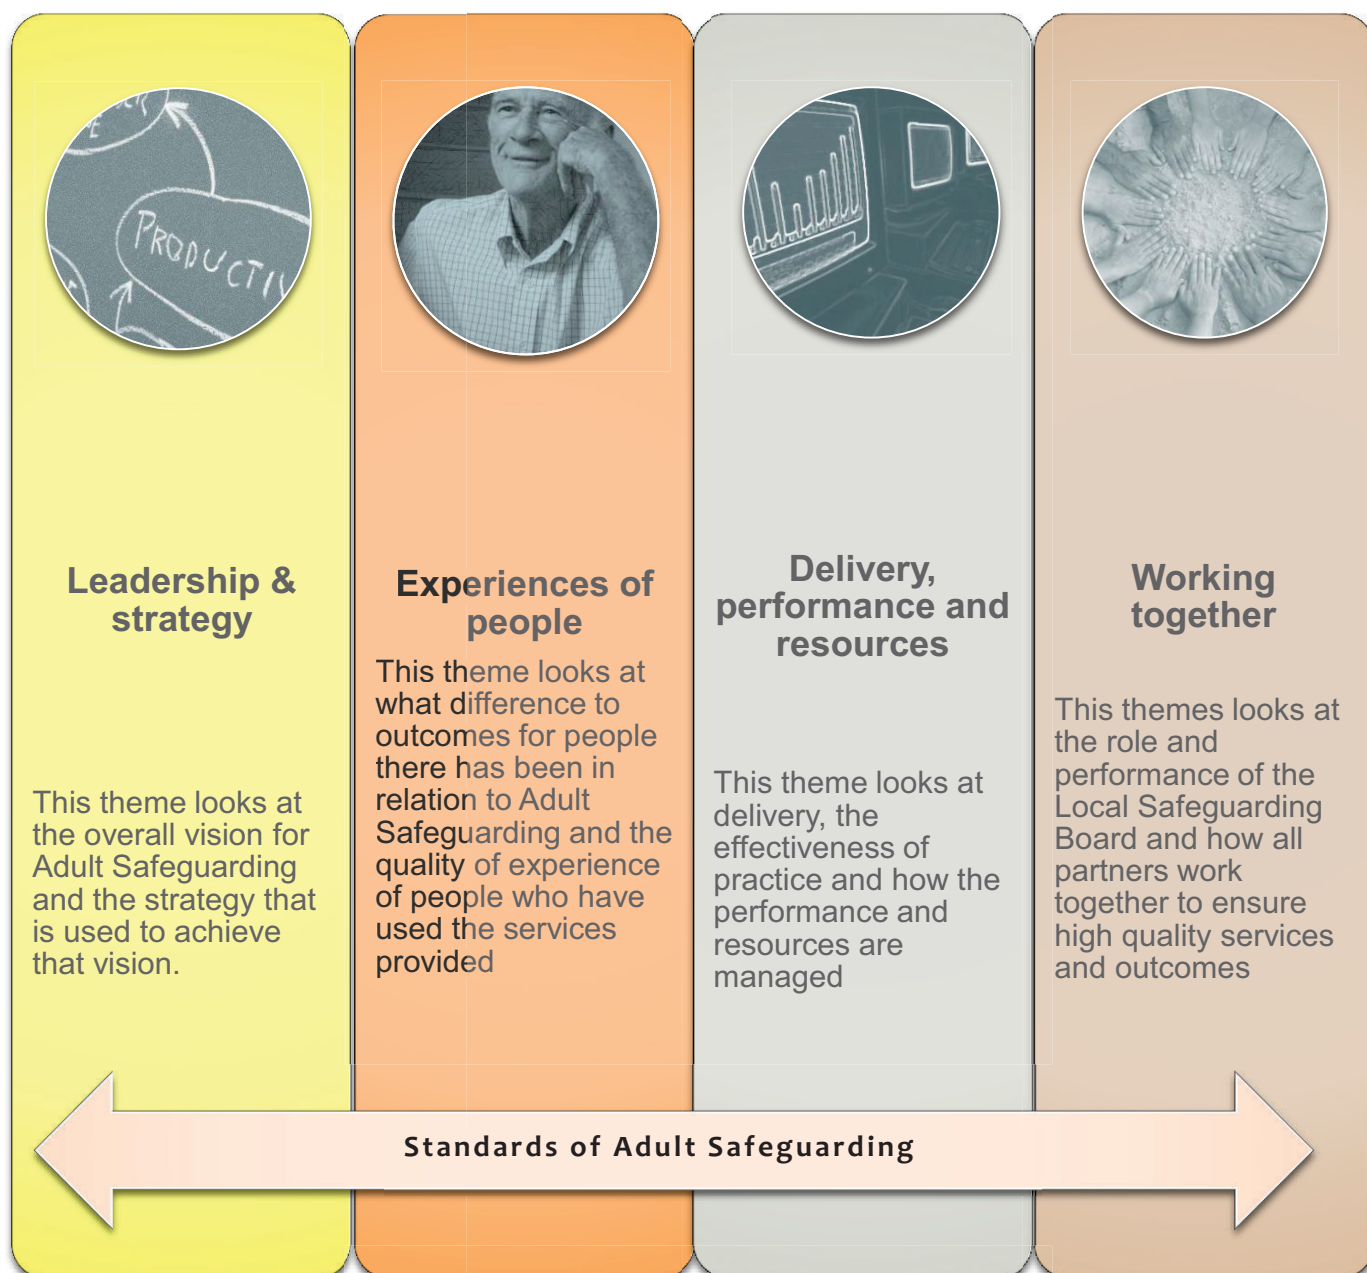 PRODUCTIV
Leadership &
strategy
This theme looks at
the overall vision for
Adult Safeguarding
and the strategy that
is used to achieve
that vision.
Experiences of
people
This theme looks at
what difference to
outcomes for people
there has been in
relation to Adult
Safeguarding and the
quality of experience
of people who have
used the services
provided
Delivery,
performance and
resources
This theme looks at
delivery, the
effectiveness of
practice and how the
performance and
resources are
managed
Working
together
This themes looks at
the role and
performance of the
Local Safeguarding
Board and how all
partners work
together to ensure
high quality services
and outcomes
Standards of Adult Safeguarding